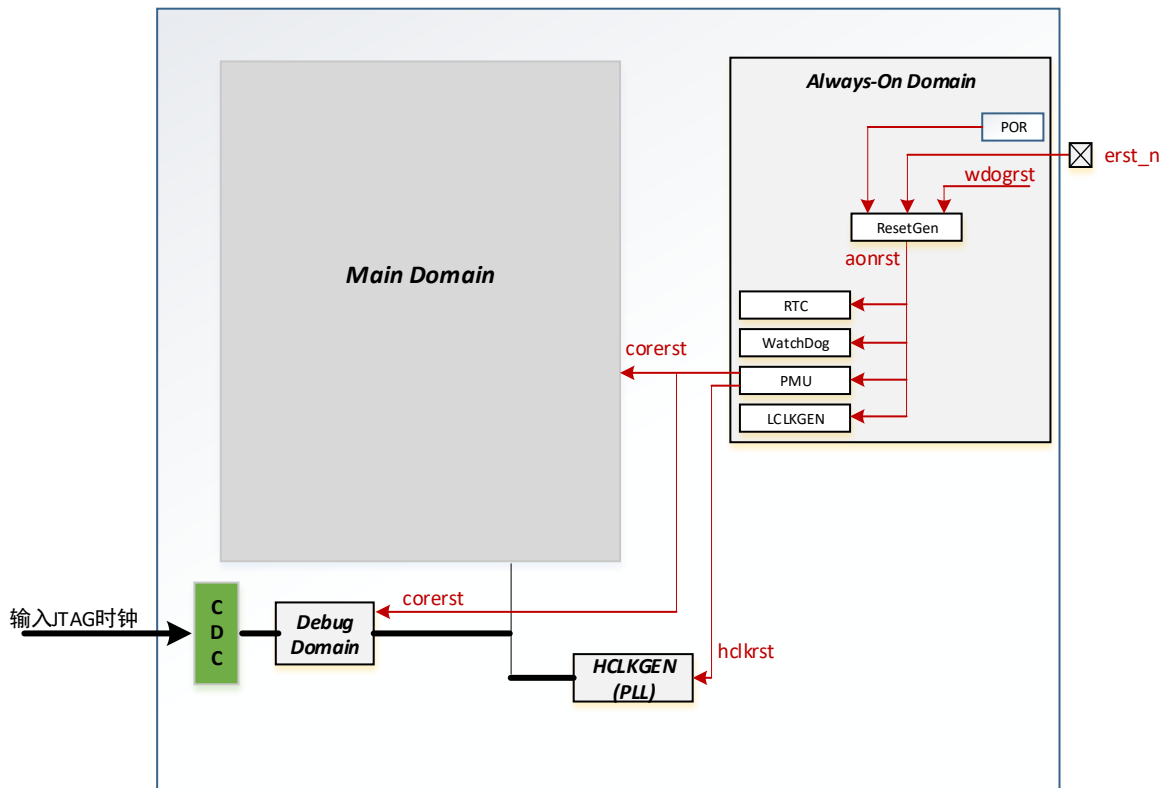 Always-On Domain
POR
erst_n
wdogrst
ResetGen
aonrst
Main Domain
RTC
WatchDog
corerst
PMU
LCLKGEN
输入JTAG时钟
C
D
C
Debug
Domain
corerst
hclkrst
HCLKGEN
(PLL)